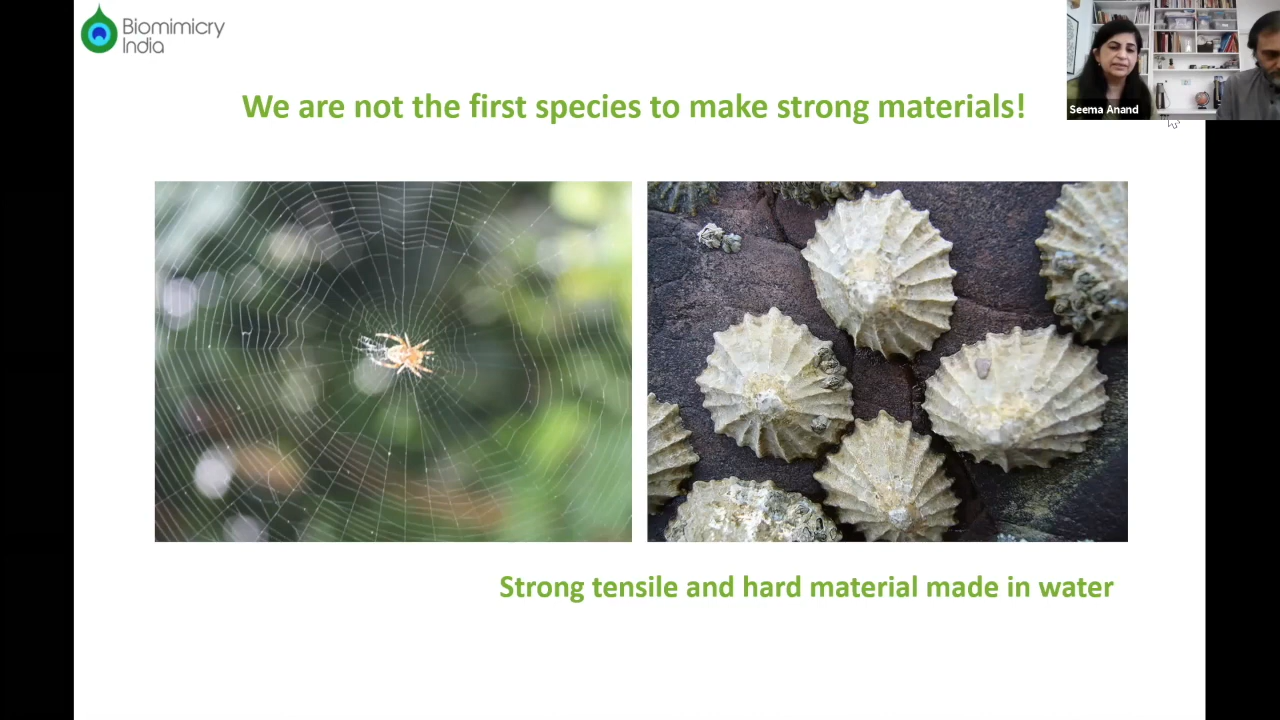 Biomimicry
India
Seema Anand
We are not the first species to make strong materials!
Strong tensile and hard material made in water